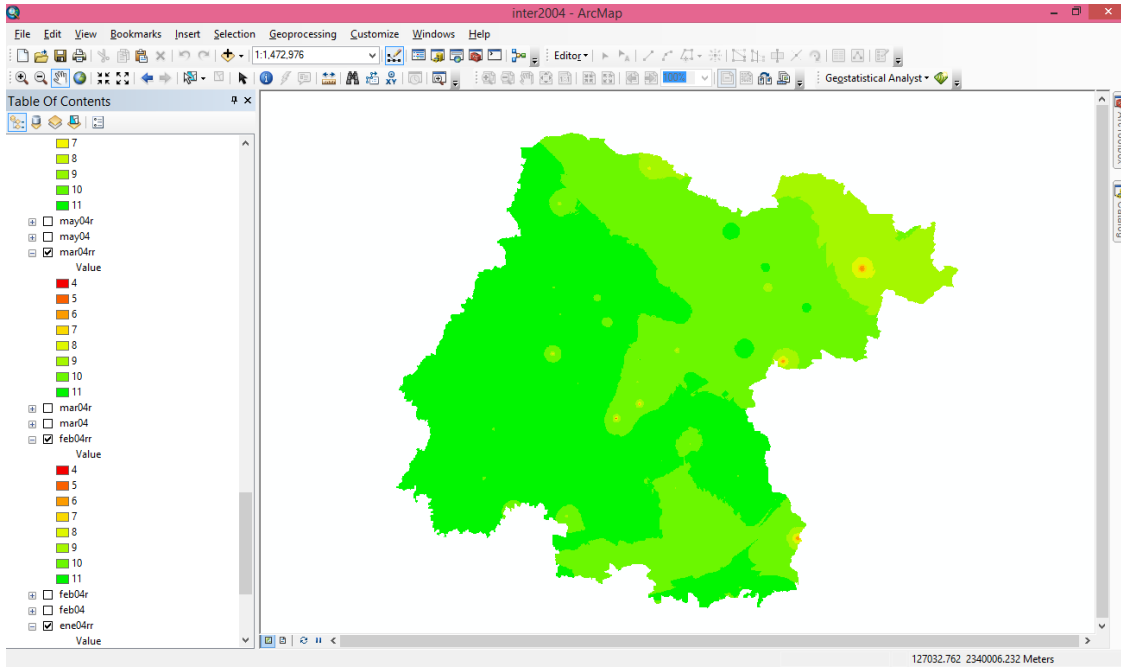 inter2004 - ArcMap
File Edit View Bookmarks Insert Selection Geoprocessing Customize Windows Help
1:1,472,976
Editor
100%
Geostatistical Analyst
Table Of Contents
7
8
9
10
11
may04r
may04
mar04rr
Value
4
5
6
7
8
9
10
11
mar04r
mar04
feb04rr
Value
4
5
6
7
8
9
10
11
feb04r
feb04
ene04rr
Value
127032.762 2340006.232 Meters